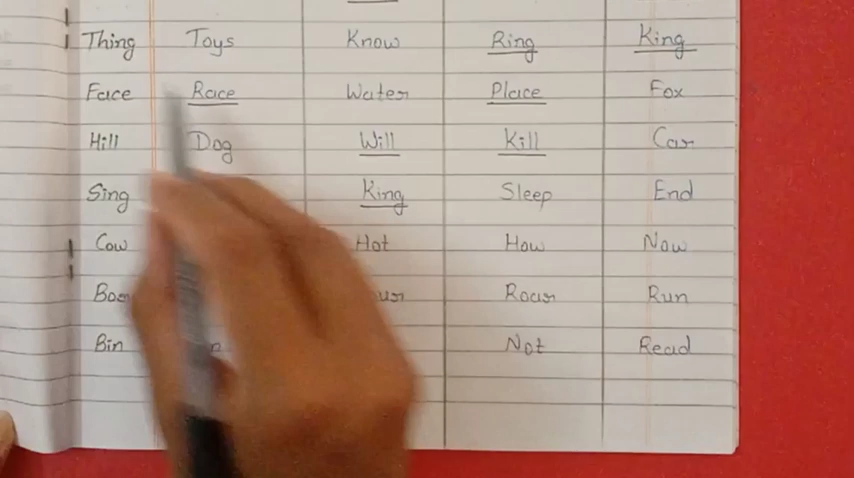 Thing Toys Know Ring King
Face Race Water Place Fox
Hill Dog Will Kill Car
Sing King Sleep End
Cow Hot How Now
Roar Run
Bin Not Read